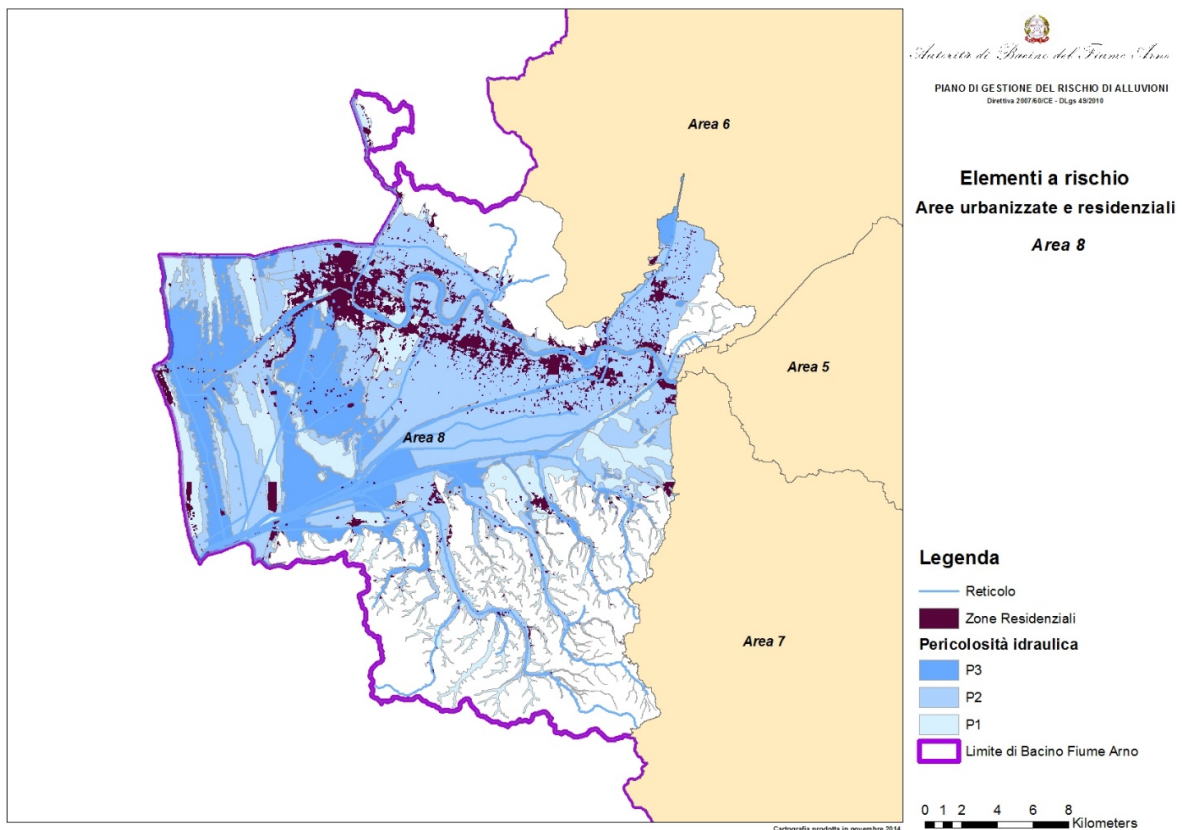 Autorità di Bacino del Fiume Arno
PIANO DI GESTIONE DEL RISCHIO DI ALLUVIONI
Direttiva 2007/60/CE - DLgs 49/2010
Elementi a rischio
Aree urbanizzate e residenziali
Area 8
Area 6
Area 5
Area 8
Area 7
Legenda
Reticolo
Zone Residenziali
Pericolosità idraulica
P3
P2
P1
Limite di Bacino Fiume Arno
0 1 2 4 6 8
Kilometers
Cartografia prodotta in novembre 2014